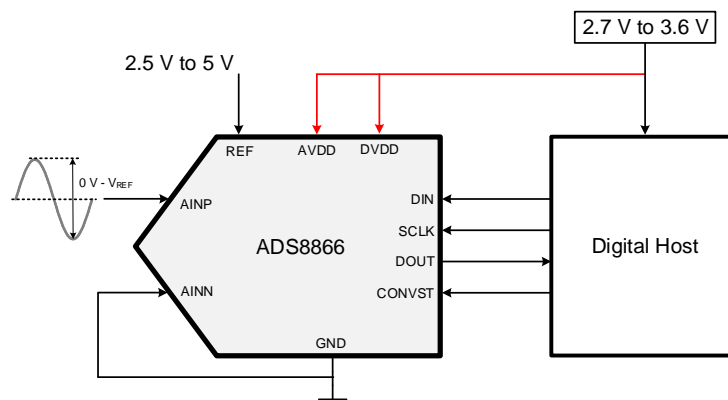 2.7 V to 3.6 V
2.5 V to 5 V
REF
AVDD
DVDD
0 V - VREF
AINP
DIN
SCLK
ADS8866
DOUT
Digital Host
AINN
CONVST
GND